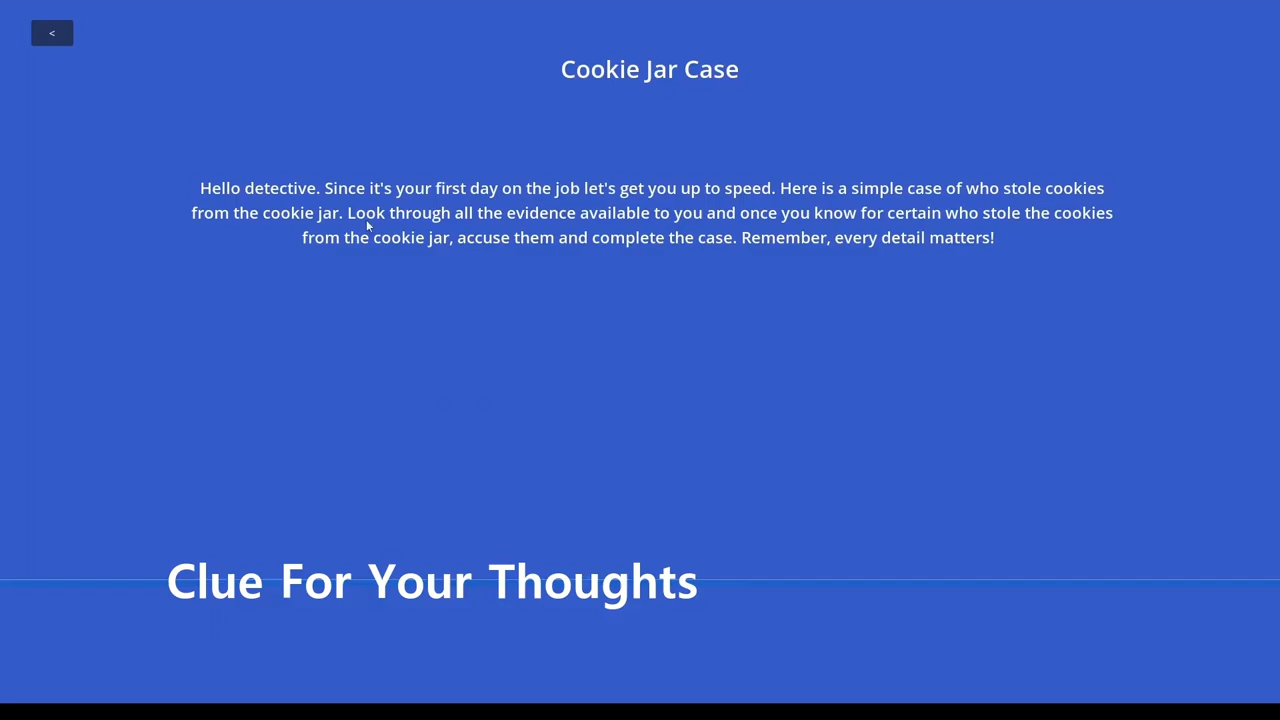 <
Cookie Jar Case
Hello detective. Since it's your first day on the job let's get you up to speed. Here is a simple case of who stole cookies
from the cookie jar. Look through all the evidence available to you and once you know for certain who stole the cookies
from the cookie jar, accuse them and complete the case. Remember, every detail matters!
Clue For Your Thoughts